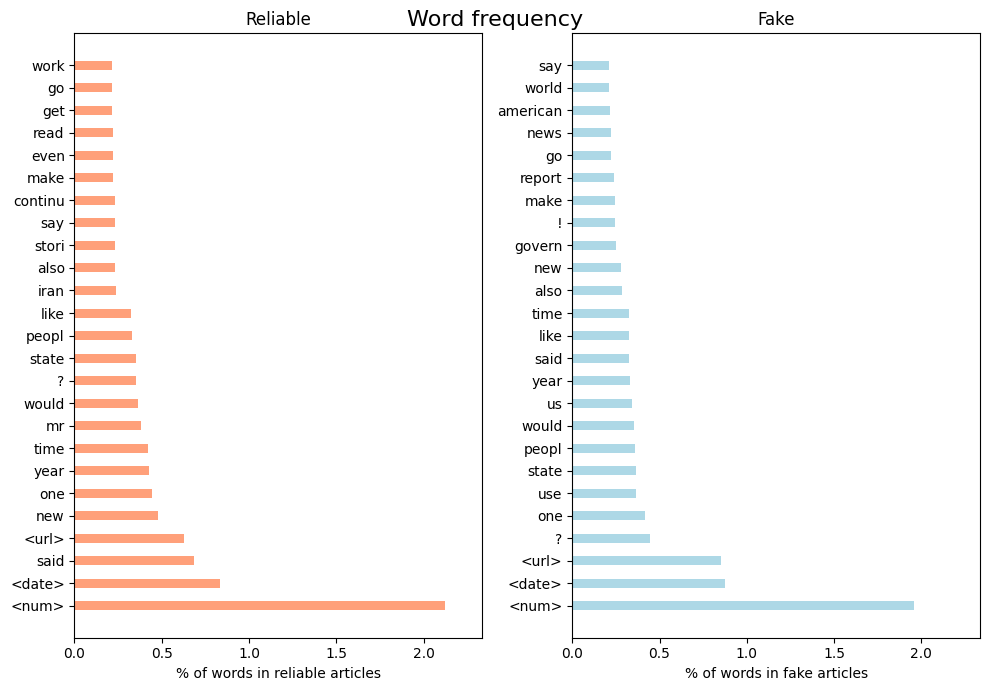 Word frequency
Reliable
work
go
get
read
even
make
continu
say
stori
also
iran
like
peopl
state
?
would
mr
time
year
one
new
<url>
said
<date>
<num>
0.0 0.5 1.0 1.5 2.0
% of words in reliable articles
Fake
say
world
american
news
go
report
make
!
govern
new
also
time
like
said
year
us
would
peopl
state
use
one
?
<url>
<date>
<num>
0.0 0.5 1.0 1.5 2.0
% of words in fake articles